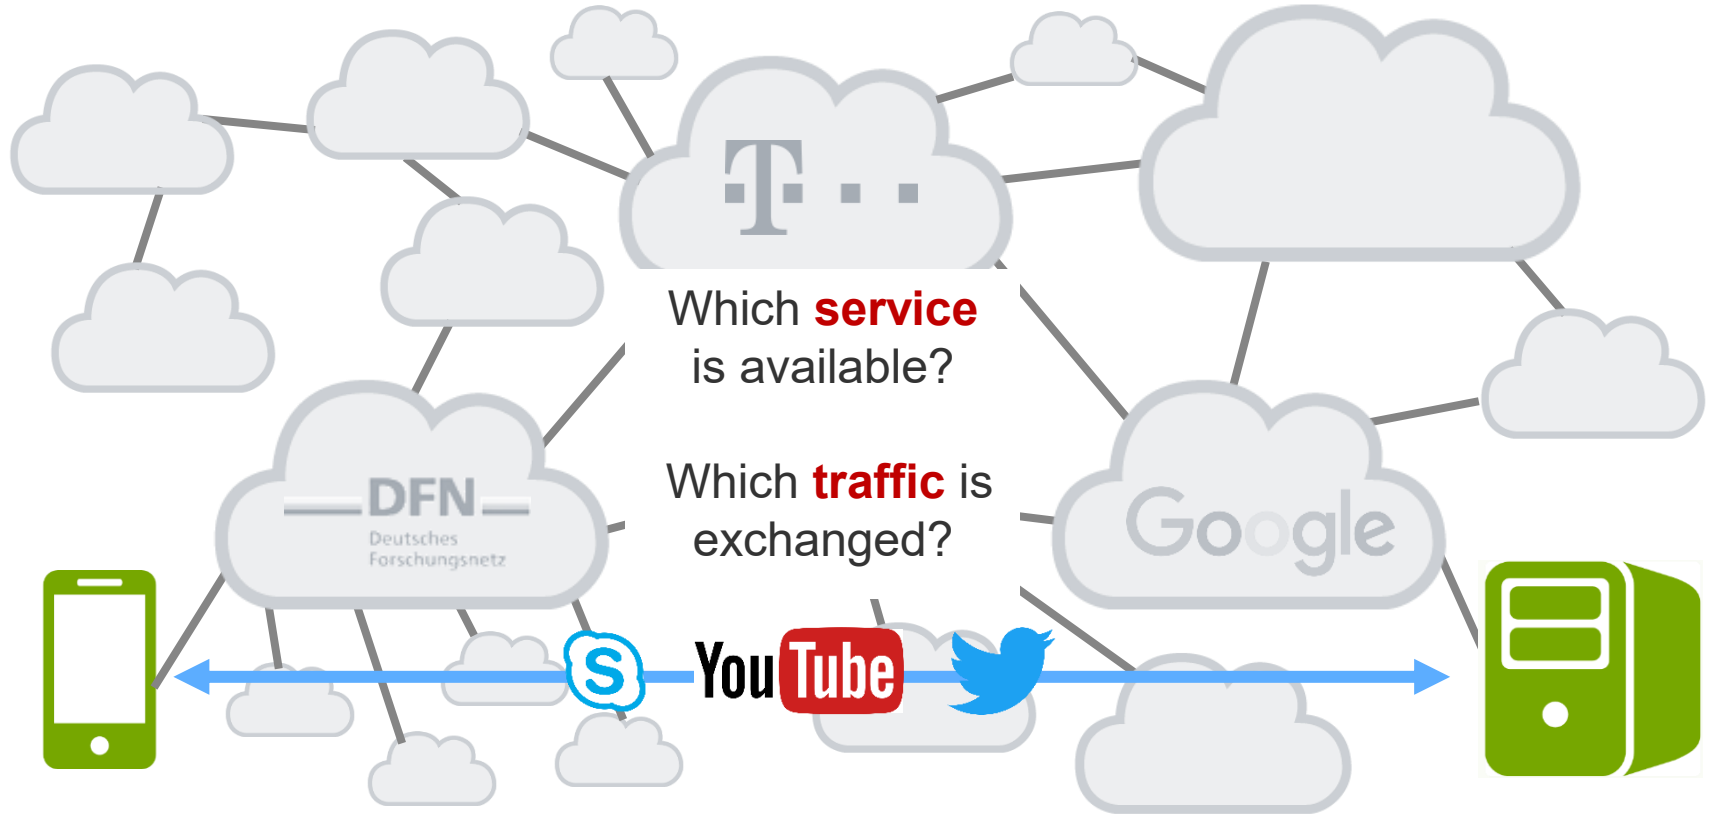 T
Which service
is available?
Which traffic is
exchanged?
DFN
Deutsches
Forschungsnetz
Google
S
YouTube